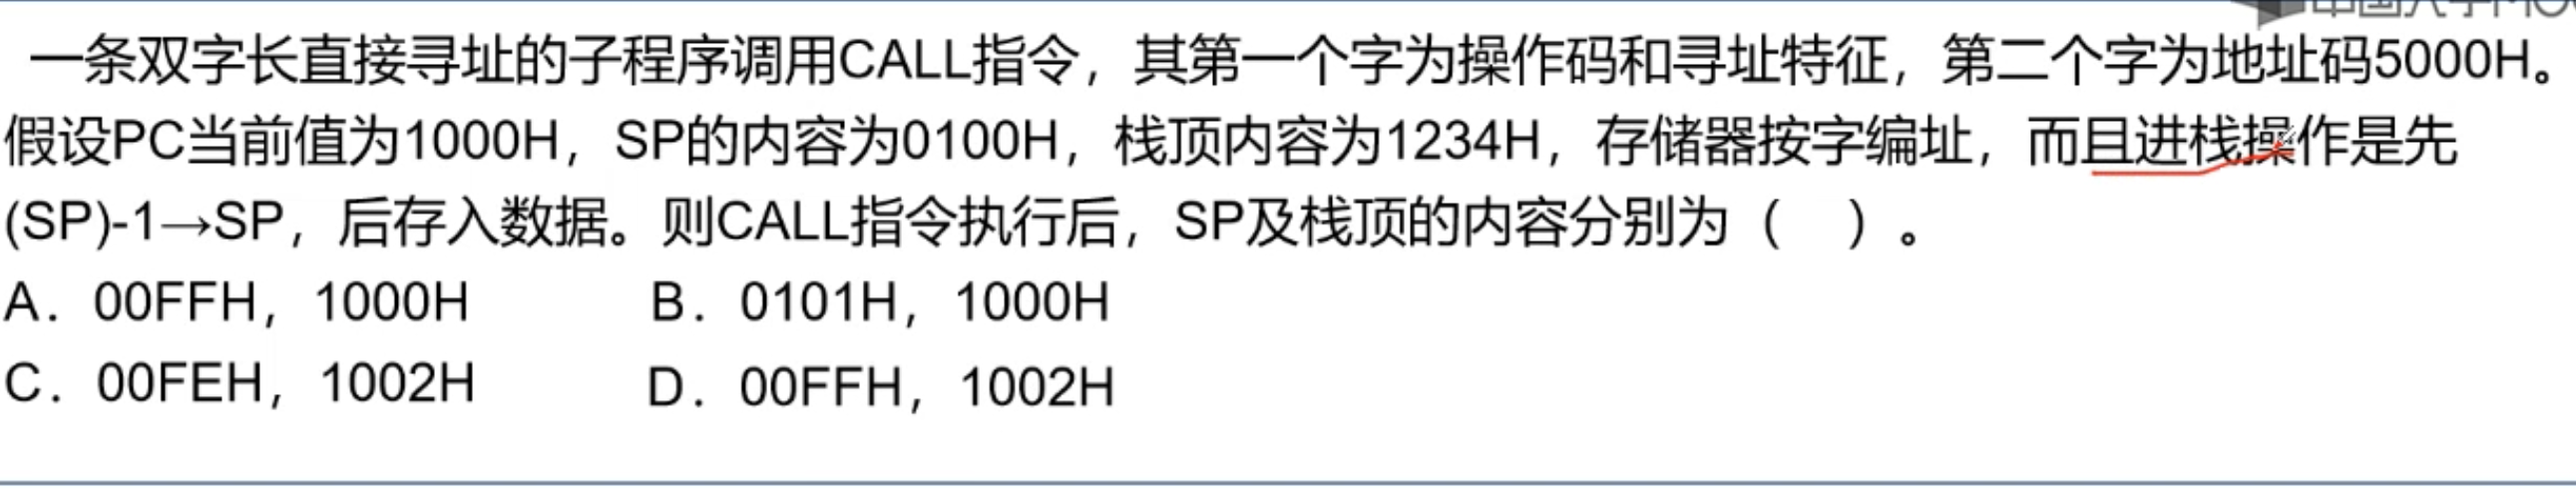 一条双字长直接寻址的子程序调用CALL指令，其第一个字为操作码和寻址特征，第二个字为地址码5000H。
假设PC当前值为1000H，SP的内容为0100H，栈顶内容为1234H，存储器按字编址，而且进栈操作是先
(SP)-1→SP，后存入数据。则CALL指令执行后，SP及栈顶的内容分别为（ ）。
A．00FFH，1000H B．0101H，1000H
C．00FEH，1002H D．00FFH，1002H